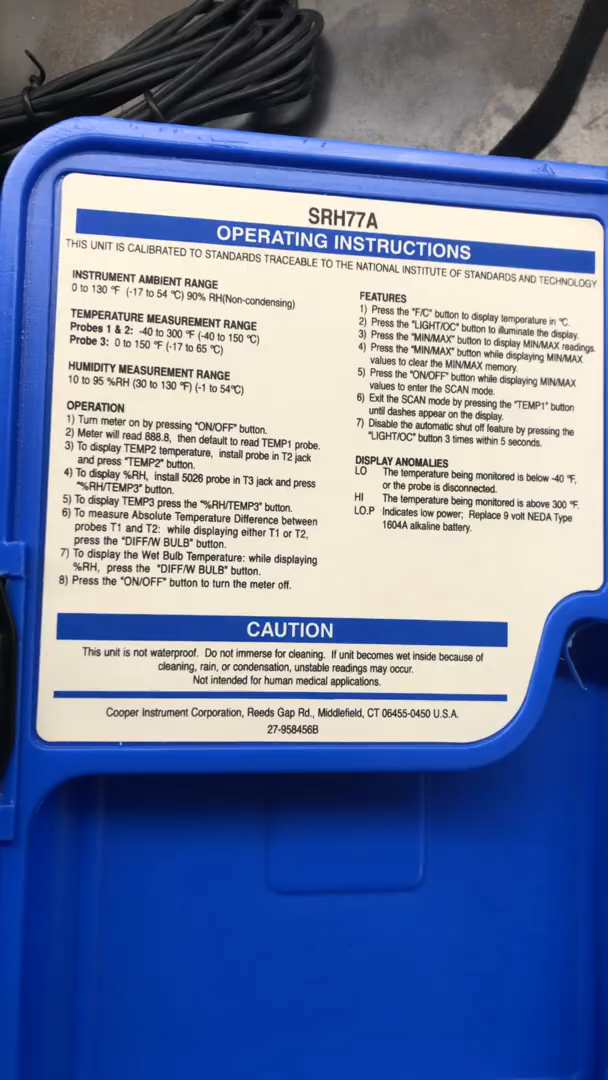 SRH77A
OPERATING INSTRUCTIONS
THIS UNIT IS CALIBRATED TO STANDARDS TRACEABLE TO THE NATIONAL INSTITUTE OF STANDARDS AND TECHNOLOGY
INSTRUMENT AMBIENT RANGE
0 to 130 °F (-17 to 54 °C) 90% RH(Non-condensing)
TEMPERATURE MEASUREMENT RANGE
Probes 1 & 2: -40 to 300 °F (-40 to 150 °C)
Probe 3: 0 to 150 °F (-17 to 65 °C)
HUMIDITY MEASUREMENT RANGE
10 to 95 %RH (30 to 130 °F) (-1 to 54°C)
OPERATION
1) Turn meter on by pressing "ON/OFF" button.
2) Meter will read 888.8, then default to read TEMP1 probe.
3) To display TEMP2 temperature, install probe in T2 jack
and press "TEMP2" button.
4) To display %RH, install 5026 probe in T3 jack and press
"%RH/TEMP3" button.
5) To display TEMP3 press the "%RH/TEMP3" button.
6) To measure Absolute Temperature Difference between
probes T1 and T2: while displaying either T1 or T2,
press the "DIFF/W BULB" button.
7) To display the Wet Bulb Temperature: while displaying
%RH, press the "DIFF/W BULB" button.
8) Press the "ON/OFF" button to turn the meter off.
FEATURES
1) Press the "F/C" button to display temperature in °C.
2) Press the "LIGHT/OC" button to illuminate the display.
3) Press the "MIN/MAX" button to display MIN/MAX readings.
4) Press the "MIN/MAX" button while displaying MIN/MAX
values to clear the MIN/MAX memory.
5) Press the "ON/OFF" button while displaying MIN/MAX
values to enter the SCAN mode.
6) Exit the SCAN mode by pressing the "TEMP1" button
until dashes appear on the display.
7) Disable the automatic shut off feature by pressing the
"LIGHT/OC" button 3 times within 5 seconds.
DISPLAY ANOMALIES
LO The temperature being monitored is below -40 °F,
or the probe is disconnected.
HI The temperature being monitored is above 300 °F.
LO.P Indicates low power; Replace 9 volt NEDA Type
1604A alkaline battery.
CAUTION
This unit is not waterproof. Do not immerse for cleaning. If unit becomes wet inside because of
cleaning, rain, or condensation, unstable readings may occur.
Not intended for human medical applications.
Cooper Instrument Corporation, Reeds Gap Rd., Middlefield, CT 06455-0450 U.S.A.
27-958456B